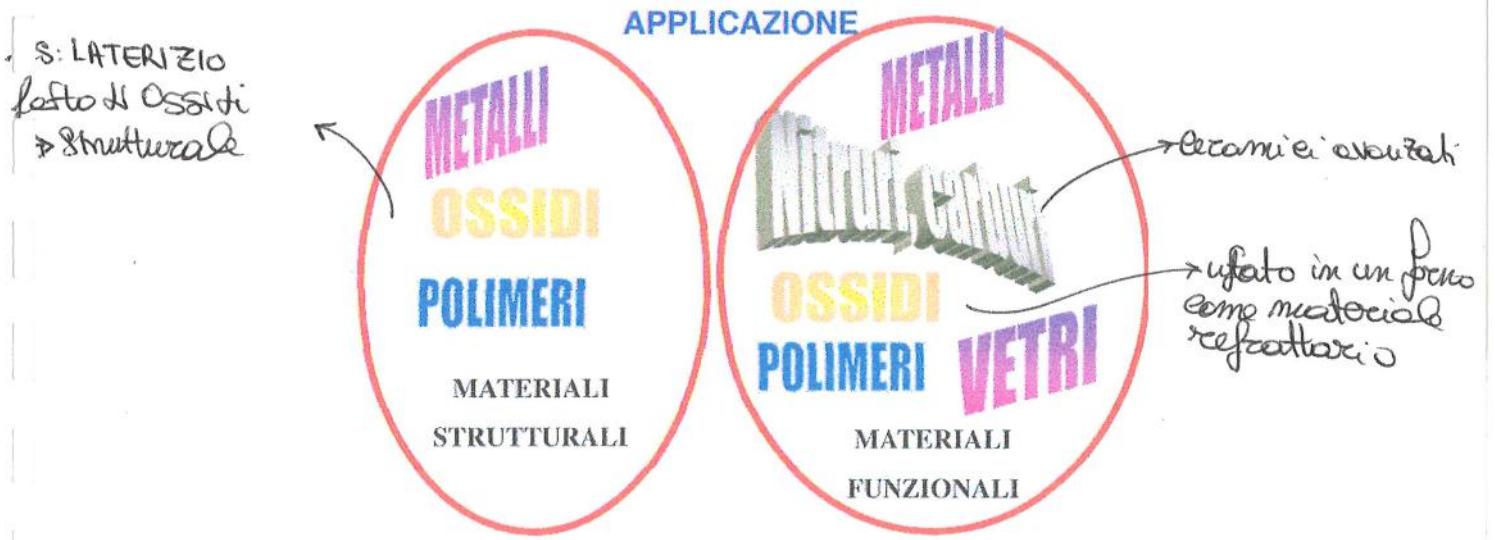 APPLICAZIONE
S: LATERIZIO
fatto di Ossidi
→ Strutturale
METALLI
OSSIDI
POLIMERI
MATERIALI
STRUTTURALI
METALLI
Nitruri, carburi
OSSIDI
POLIMERI
VETRI
MATERIALI
FUNZIONALI
→ ceramici avanzati
→ usato in un forno
come materiale
refrattario